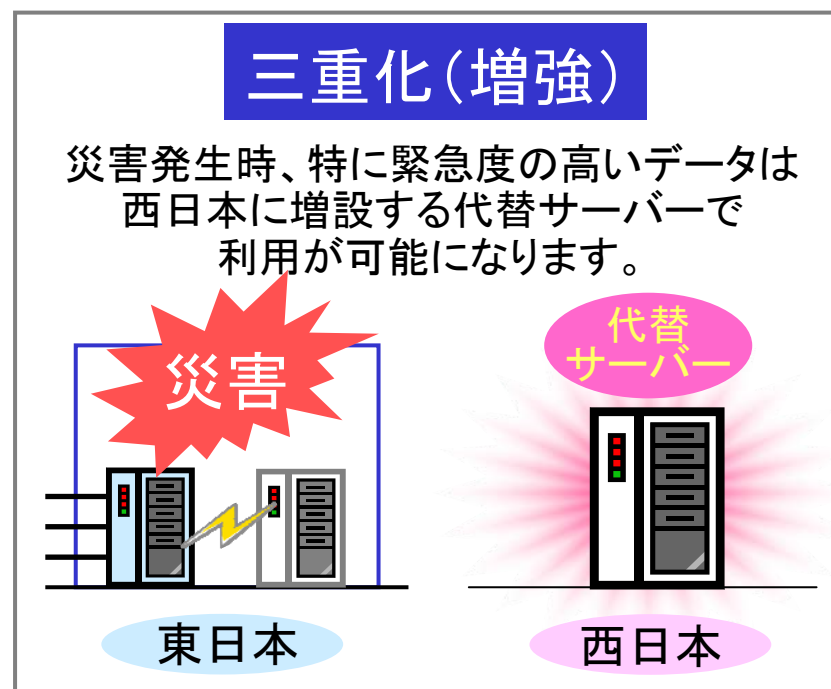 三重化(増強)
災害発生時、特に緊急度の高いデータは
西日本に増設する代替サーバーで
利用が可能になります。
災害
代替
サーバー
東日本
西日本